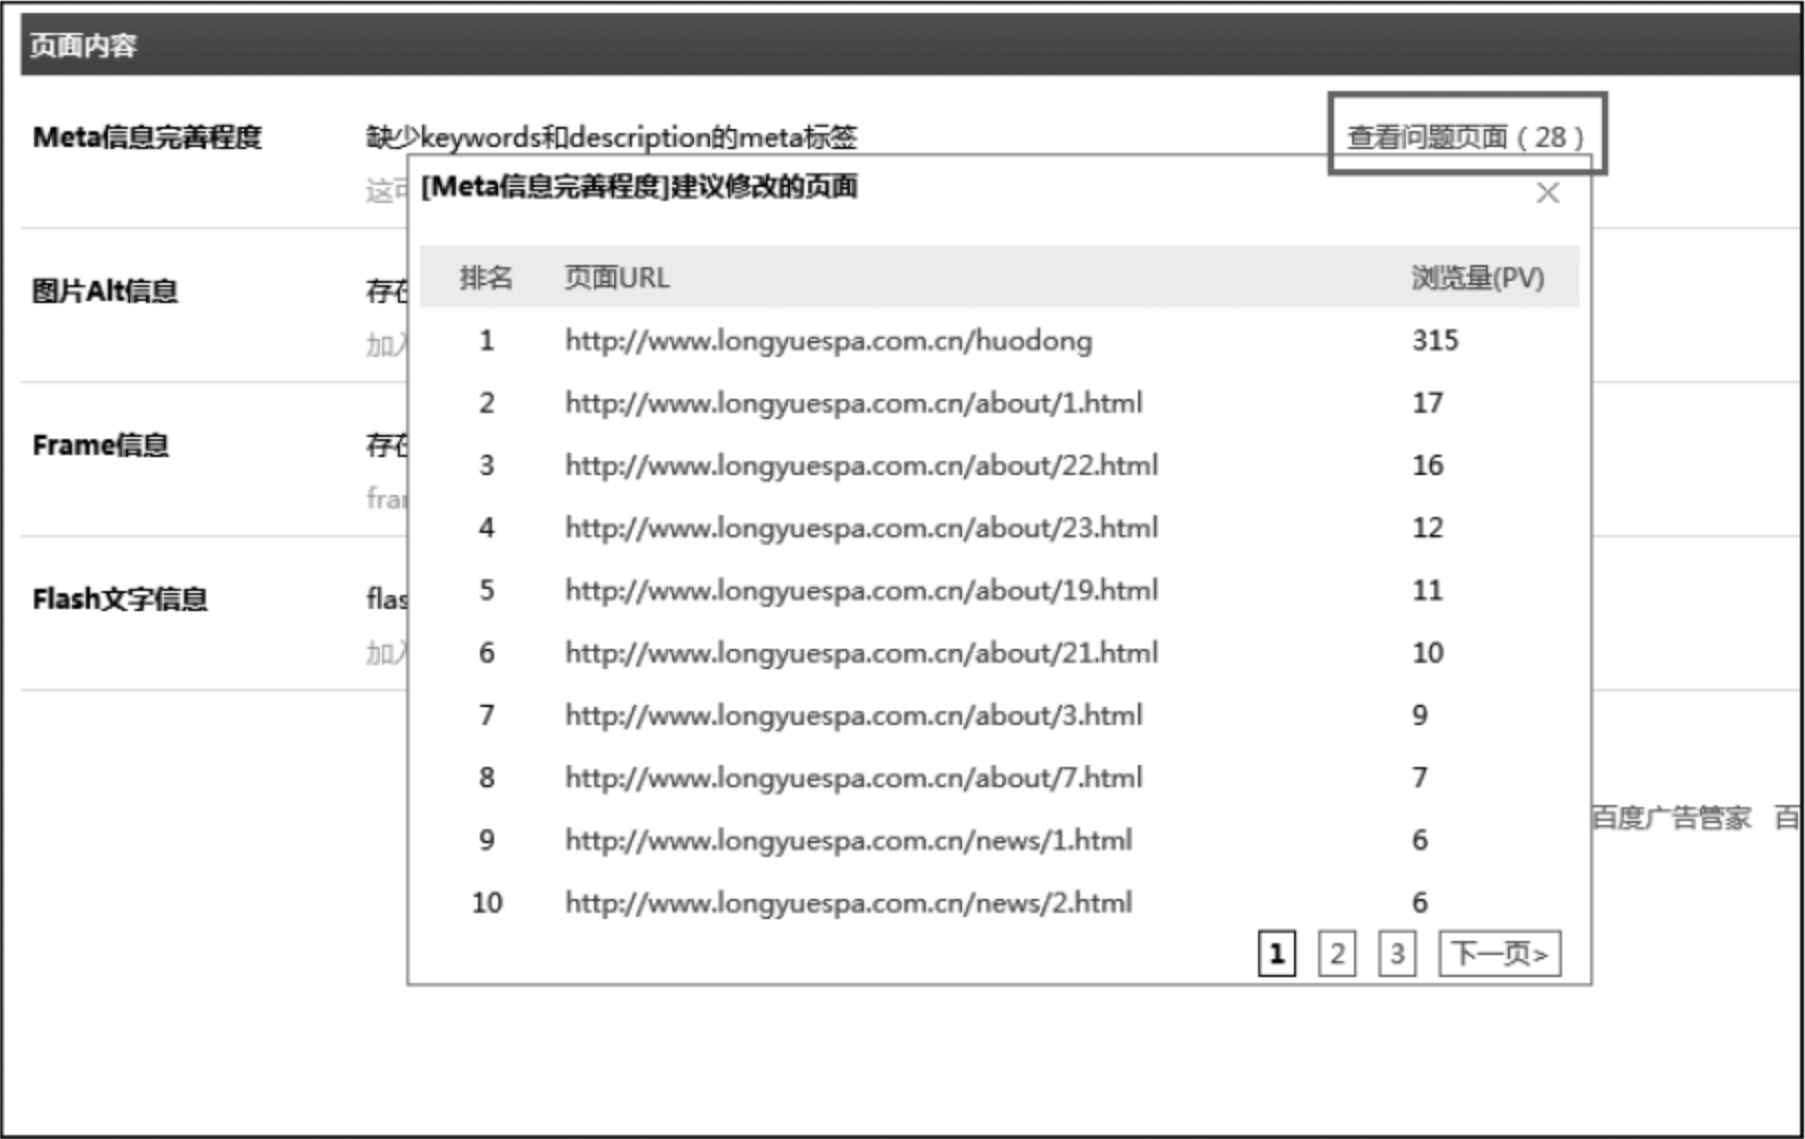 页面内容
Meta信息完善程度 缺少keywords和description的meta标签 查看问题页面（28）
这
[Meta信息完善程度]建议修改的页面
×
排名 页面URL 浏览量(PV)
图片Alt信息 存
加
1 http://www.longyuespa.com.cn/huodong 315
2 http://www.longyuespa.com.cn/about/1.html 17
Frame信息 存
3 http://www.longyuespa.com.cn/about/22.html 16
4 http://www.longyuespa.com.cn/about/23.html 12
Flash文字信息 flas
5 http://www.longyuespa.com.cn/about/19.html 11
加
6 http://www.longyuespa.com.cn/about/21.html 10
7 http://www.longyuespa.com.cn/about/3.html 9
8 http://www.longyuespa.com.cn/about/7.html 7
百度广告管家 百
9 http://www.longyuespa.com.cn/news/1.html 6
10 http://www.longyuespa.com.cn/news/2.html 6
1 2 3 下一页>